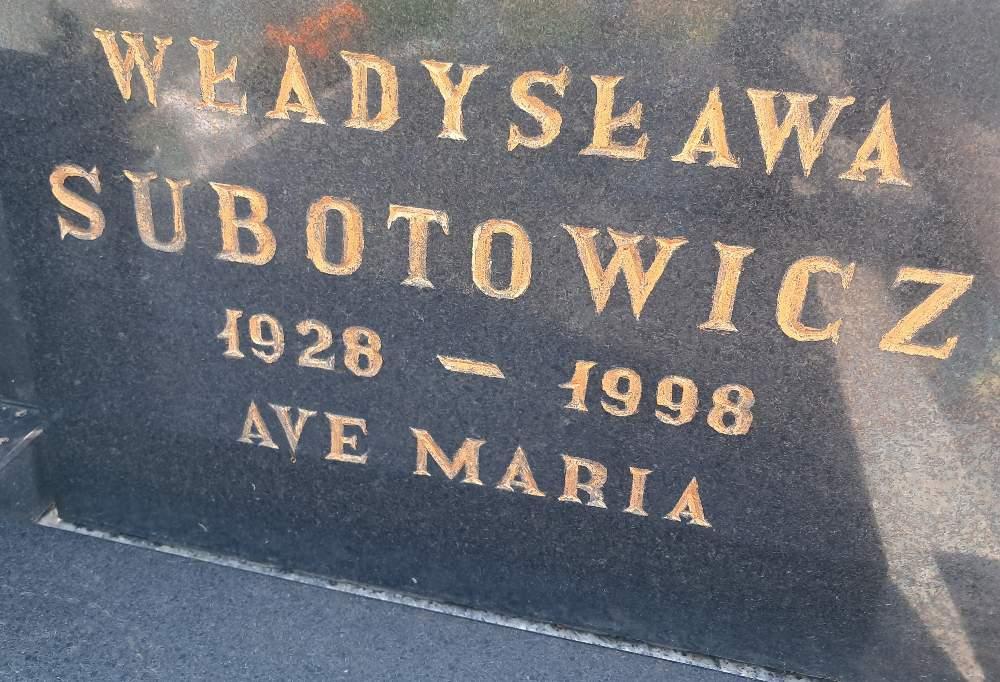 WŁADYSŁAWA
SUBOTOWICZ
1928 – 1998
AVE MARIA